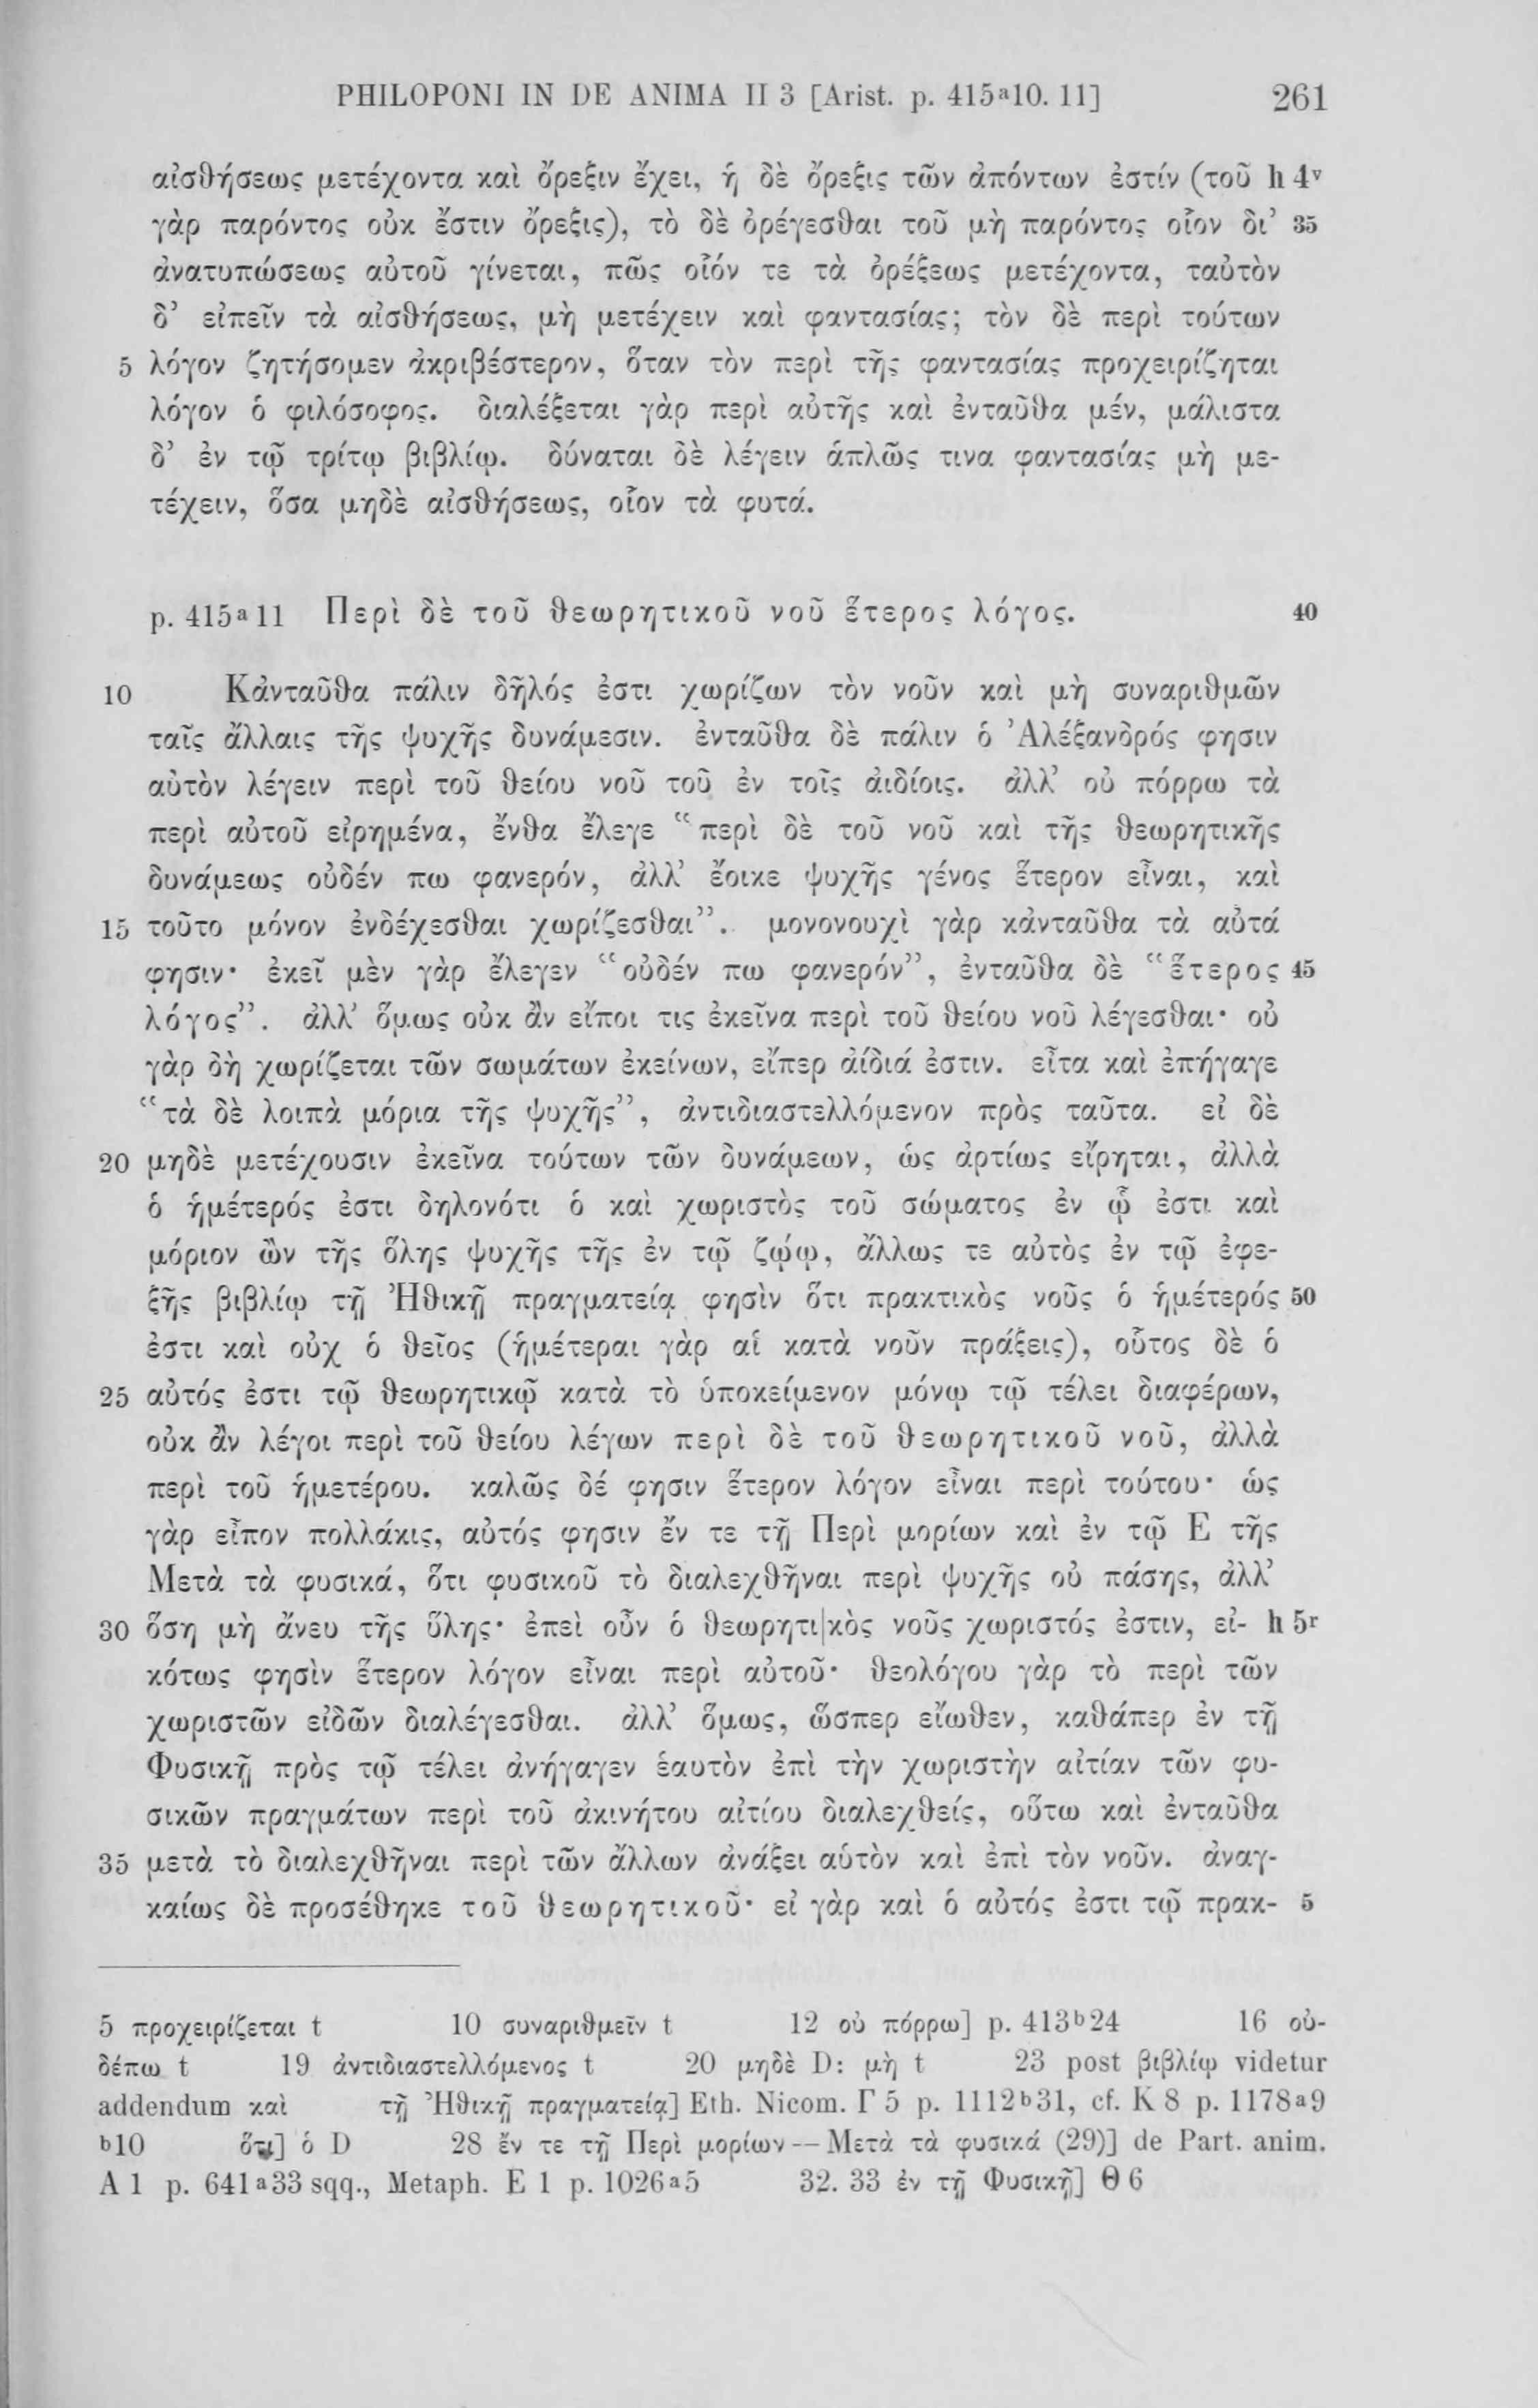 PHILOPONI IN DE ANIMA II 3 [Arist. p. 415ᵃ10. 11] 261
αἰσθήσεως μετέχοντα καὶ ὄρεξιν ἔχει, ἡ δὲ ὄρεξις τῶν ἀπόντων ἐστίν (τοῦ h 4ᵛ
γὰρ παρόντος οὐκ ἔστιν ὄρεξις), τὸ δὲ ὀρέγεσθαι τοῦ μὴ παρόντος οἷον δι’ 35
ἀνατυπώσεως αὐτοῦ γίνεται, πῶς οἷόν τε τὰ ὀρέξεως μετέχοντα, ταὐτὸν
δ’ εἰπεῖν τὰ αἰσθήσεως, μὴ μετέχειν καὶ φαντασίας; τὸν δὲ περὶ τούτων
5 λόγον ζητήσομεν ἀκριβέστερον, ὅταν τὸν περὶ τῆς φαντασίας προχειρίζηται
λόγον ὁ φιλόσοφος. διαλέξεται γὰρ περὶ αὐτῆς καὶ ἐνταῦθα μέν, μάλιστα
δ’ ἐν τῷ τρίτῳ βιβλίῳ. δύναται δὲ λέγειν ἁπλῶς τινα φαντασίας μὴ με-
τέχειν, ὅσα μηδὲ αἰσθήσεως, οἷον τὰ φυτά.
p. 415ᵃ11 Περὶ δὲ τοῦ θεωρητικοῦ νοῦ ἕτερος λόγος. 40
10 Κἀνταῦθα πάλιν δῆλός ἐστι χωρίζων τὸν νοῦν καὶ μὴ συναριθμῶν
ταῖς ἄλλαις τῆς ψυχῆς δυνάμεσιν. ἐνταῦθα δὲ πάλιν ὁ Ἀλέξανδρός φησιν
αὐτὸν λέγειν περὶ τοῦ θείου νοῦ τοῦ ἐν τοῖς ἀιδίοις. ἀλλ’ οὐ πόρρω τὰ
περὶ αὐτοῦ εἰρημένα, ἔνθα ἔλεγε “περὶ δὲ τοῦ νοῦ καὶ τῆς θεωρητικῆς
δυνάμεως οὐδέν πω φανερόν, ἀλλ’ ἔοικε ψυχῆς γένος ἕτερον εἶναι, καὶ
15 τοῦτο μόνον ἐνδέχεσθαι χωρίζεσθαι”. μονονουχὶ γὰρ κἀνταῦθα τὰ αὐτά
φησιν· ἐκεῖ μὲν γὰρ ἔλεγεν “οὐδέν πω φανερόν”, ἐνταῦθα δὲ “ἕτερος 45
λόγος”. ἀλλ’ ὅμως οὐκ ἂν εἴποι τις ἐκεῖνα περὶ τοῦ θείου νοῦ λέγεσθαι· οὐ
γὰρ δὴ χωρίζεται τῶν σωμάτων ἐκείνων, εἴπερ ἀίδιά ἐστιν. εἶτα καὶ ἐπήγαγε
“τὰ δὲ λοιπὰ μόρια τῆς ψυχῆς”, ἀντιδιαστελλόμενον πρὸς ταῦτα. εἰ δὲ
20 μηδὲ μετέχουσιν ἐκεῖνα τούτων τῶν δυνάμεων, ὡς ἀρτίως εἴρηται, ἀλλὰ
ὁ ἡμέτερός ἐστι δηλονότι ὁ καὶ χωριστὸς τοῦ σώματος ἐν ᾧ ἐστι καὶ
μόριον ὢν τῆς ὅλης ψυχῆς τῆς ἐν τῷ ζῴῳ, ἄλλως τε αὐτὸς ἐν τῷ ἐφε-
ξῆς βιβλίῳ τῇ Ἠθικῇ πραγματείᾳ φησὶν ὅτι πρακτικὸς νοῦς ὁ ἡμέτερός 50
ἐστι καὶ οὐχ ὁ θεῖος (ἡμέτεραι γὰρ αἱ κατὰ νοῦν πράξεις), οὗτος δὲ ὁ
25 αὐτός ἐστι τῷ θεωρητικῷ κατὰ τὸ ὑποκείμενον μόνῳ τῷ τέλει διαφέρων,
οὐκ ἂν λέγοι περὶ τοῦ θείου λέγων περὶ δὲ τοῦ θεωρητικοῦ νοῦ, ἀλλὰ
περὶ τοῦ ἡμετέρου. καλῶς δέ φησιν ἕτερον λόγον εἶναι περὶ τούτου· ὡς
γὰρ εἶπον πολλάκις, αὐτός φησιν ἔν τε τῇ Περὶ μορίων καὶ ἐν τῷ Ε τῆς
Μετὰ τὰ φυσικά, ὅτι φυσικοῦ τὸ διαλεχθῆναι περὶ ψυχῆς οὐ πάσης, ἀλλ’
30 ὅση μὴ ἄνευ τῆς ὕλης· ἐπεὶ οὖν ὁ θεωρητι|κὸς νοῦς χωριστός ἐστιν, εἰ- h 5ʳ
κότως φησὶν ἕτερον λόγον εἶναι περὶ αὐτοῦ· θεολόγου γὰρ τὸ περὶ τῶν
χωριστῶν εἰδῶν διαλέγεσθαι. ἀλλ’ ὅμως, ὥσπερ εἴωθεν, καθάπερ ἐν τῇ
Φυσικῇ πρὸς τῷ τέλει ἀνήγαγεν ἑαυτὸν ἐπὶ τὴν χωριστὴν αἰτίαν τῶν φυ-
σικῶν πραγμάτων περὶ τοῦ ἀκινήτου αἰτίου διαλεχθείς, οὕτω καὶ ἐνταῦθα
35 μετὰ τὸ διαλεχθῆναι περὶ τῶν ἄλλων ἀνάξει αὑτὸν καὶ ἐπὶ τὸν νοῦν. ἀναγ-
καίως δὲ προσέθηκε τοῦ θεωρητικοῦ· εἰ γὰρ καὶ ὁ αὐτός ἐστι τῷ πρακ- 5
5 προχειρίζεται t 10 συναριθμεῖν t 12 οὐ πόρρω] p. 413ᵇ24 16 οὐ-
δέπω t 19 ἀντιδιαστελλόμενος t 20 μηδὲ D: μὴ t 23 post βιβλίῳ videtur
addendum καὶ τῇ Ἠθικῇ πραγματείᾳ] Eth. Nicom. Γ 5 p. 1112ᵇ31, cf. K 8 p. 1178ᵃ9
ᵇ10 ὅτι] ὁ D 28 ἔν τε τῇ Περὶ μορίων — Μετὰ τὰ φυσικά (29)] de Part. anim.
A 1 p. 641ᵃ33 sqq., Metaph. E 1 p. 1026ᵃ5 32. 33 ἐν τῇ Φυσικῇ] Θ 6